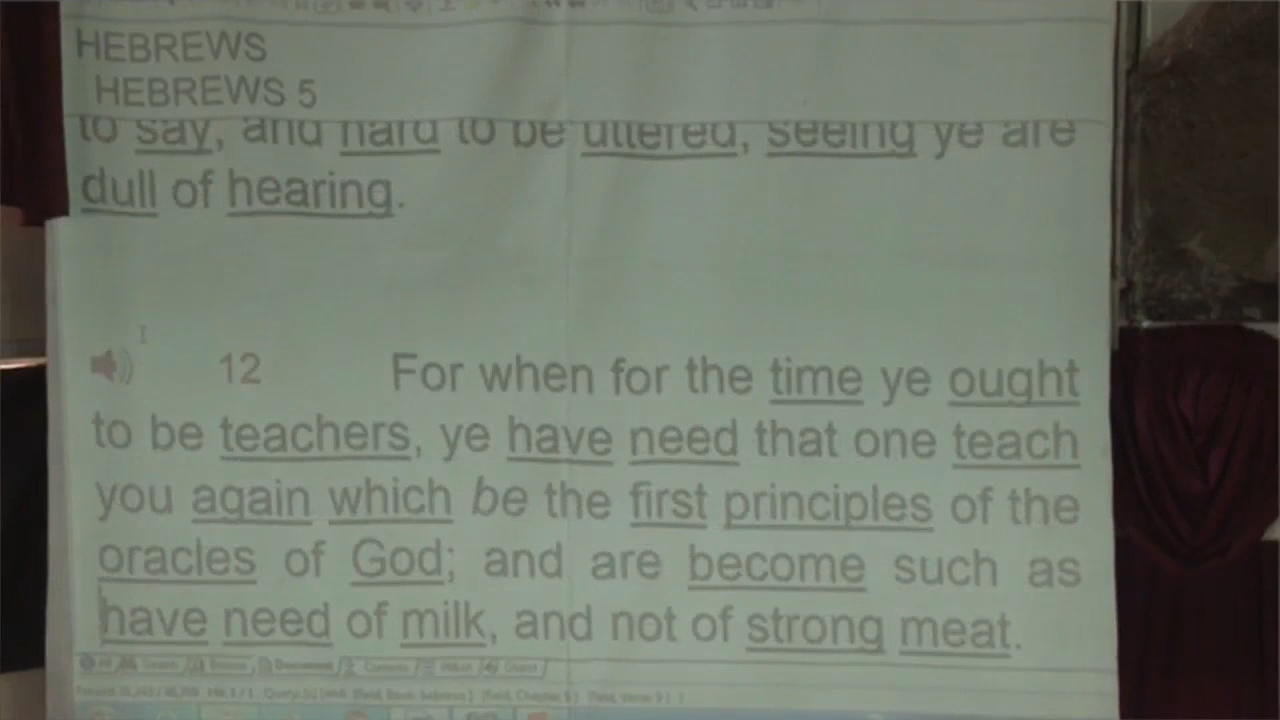 HEBREWS
HEBREWS 5
to say, and hard to be uttered, seeing ye are
dull of hearing.
12 For when for the time ye ought
to be teachers, ye have need that one teach
you again which be the first principles of the
oracles of God; and are become such as
have need of milk, and not of strong meat.